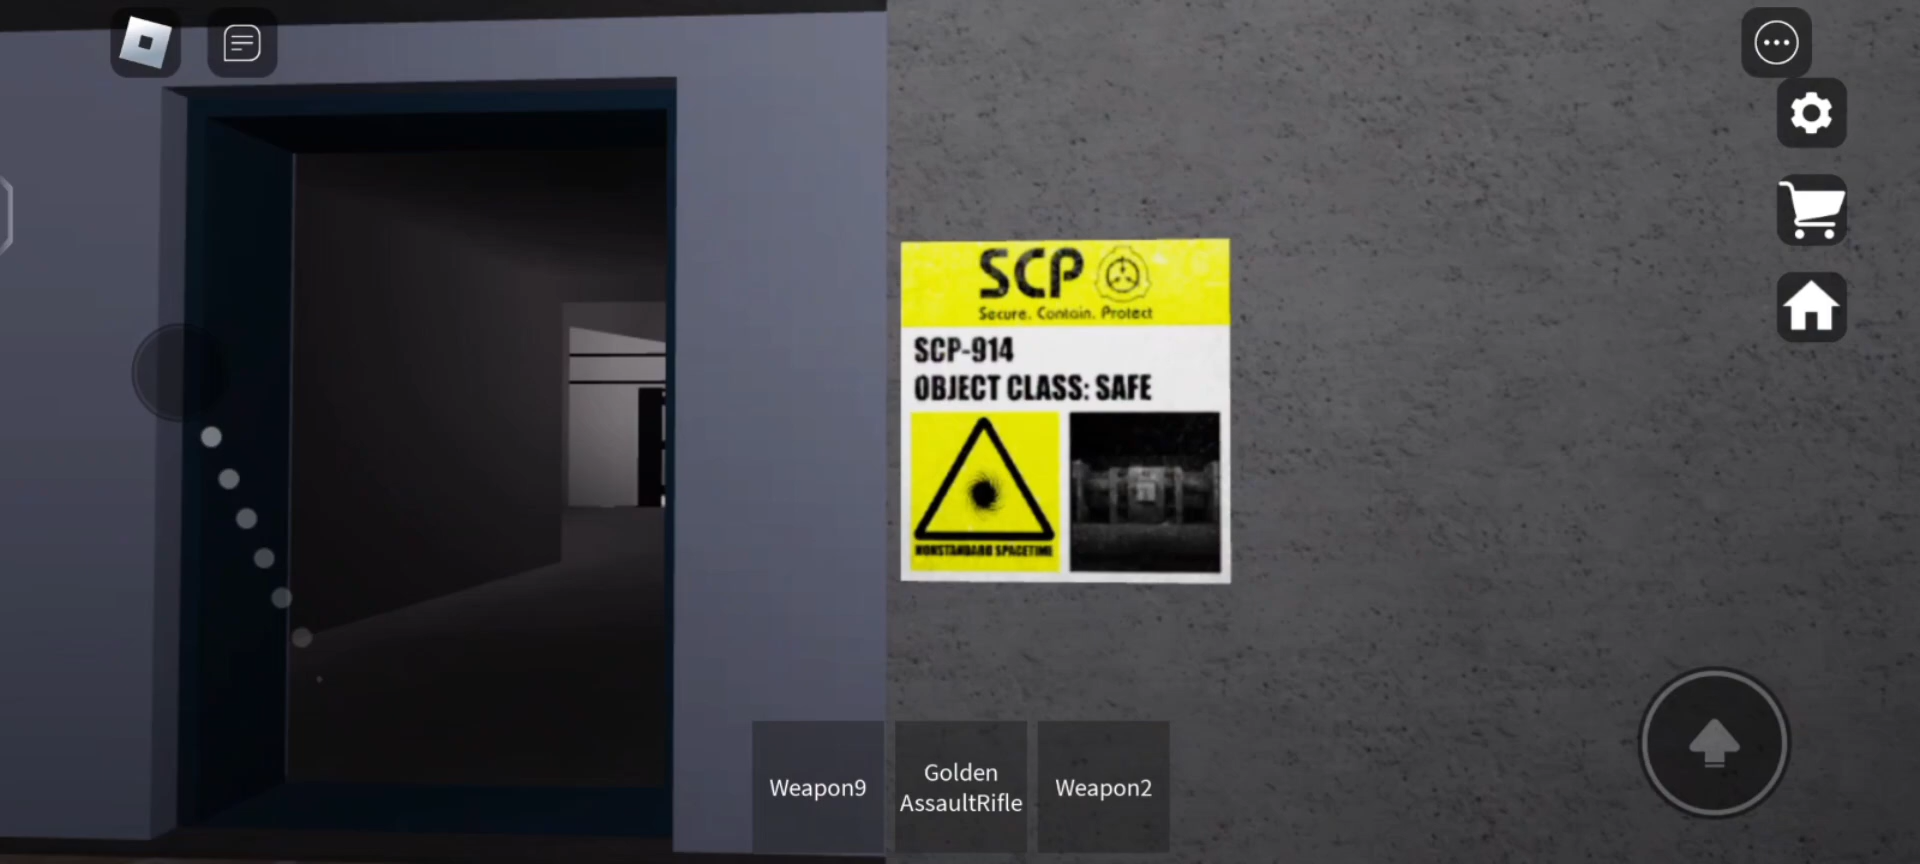 SCP
Secure. Contain. Protect
SCP-914
OBJECT CLASS: SAFE
NONSTANDARD SPACETIME
Weapon9
Golden
AssaultRifle
Weapon2